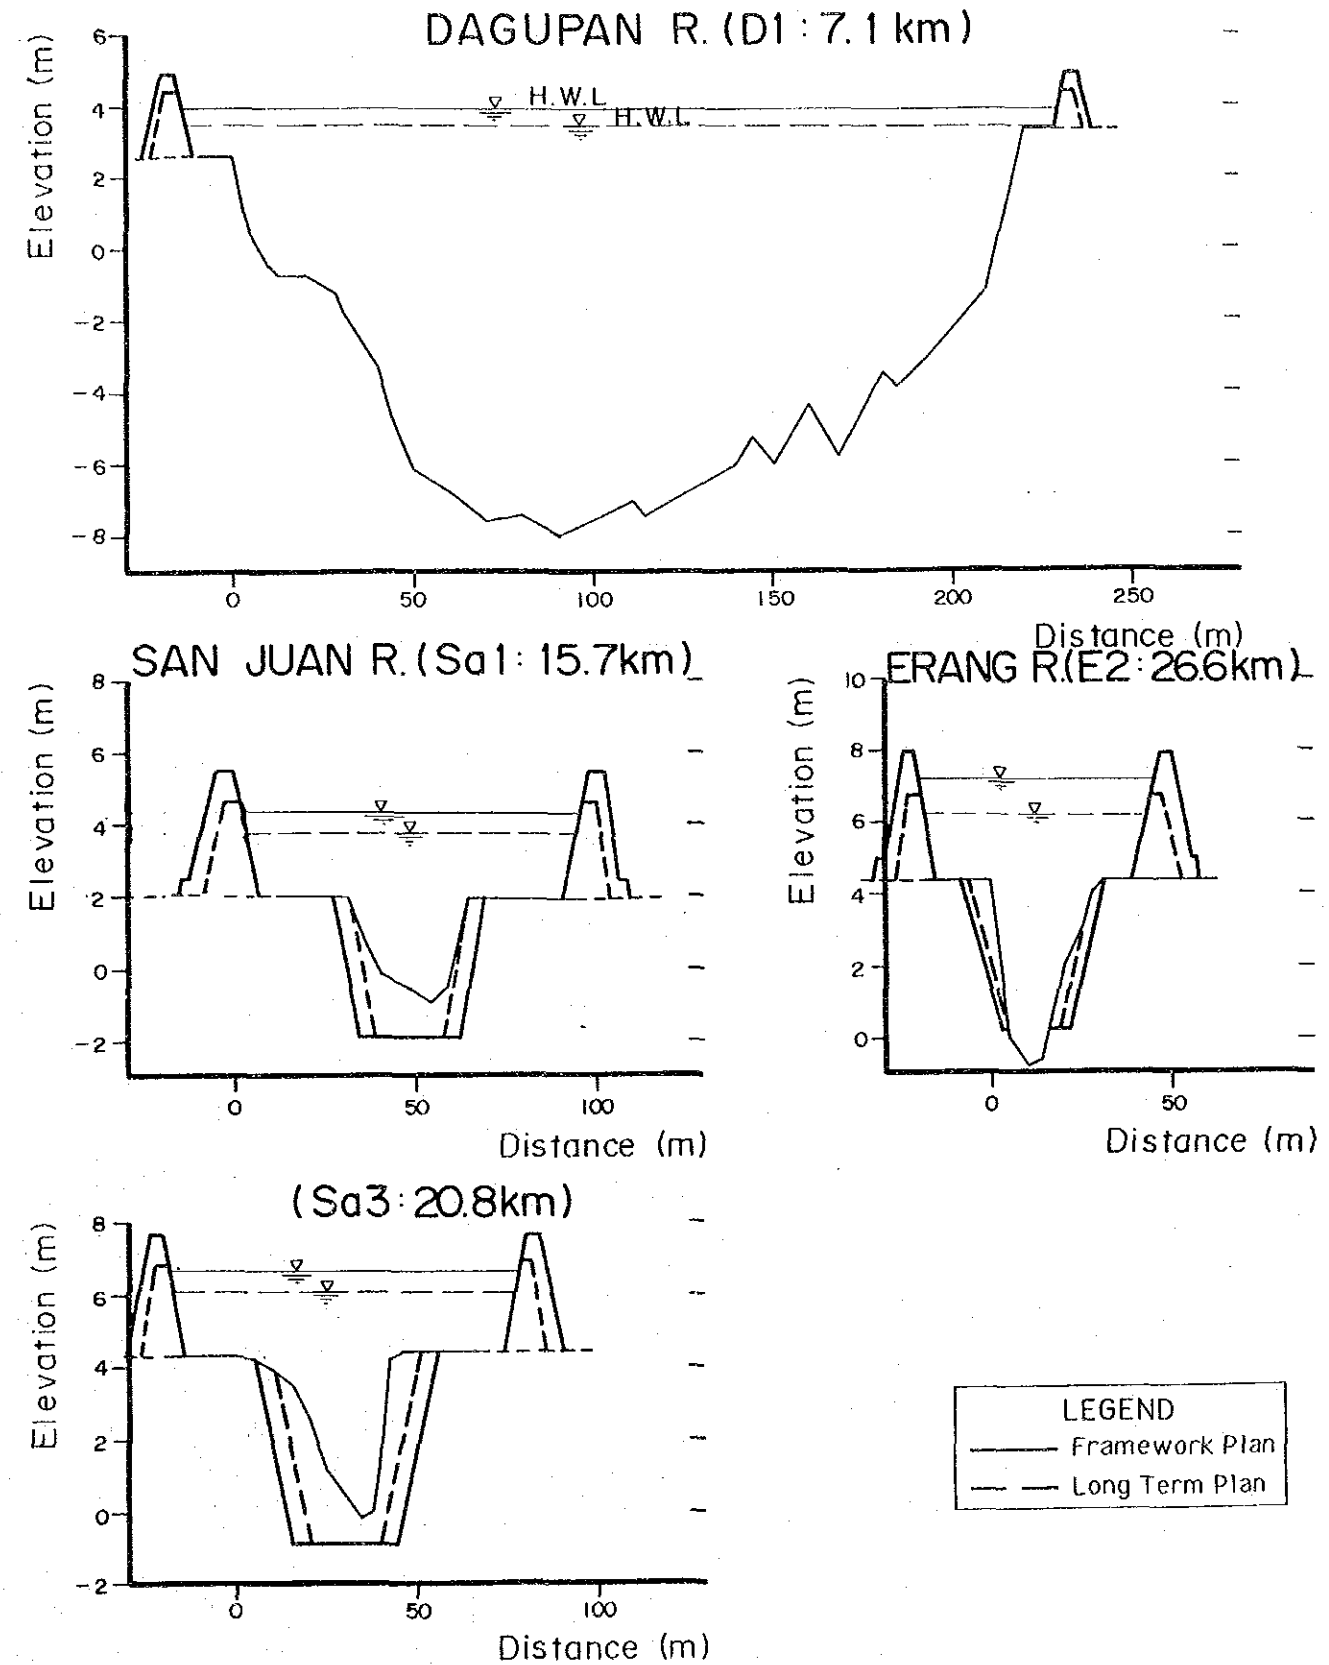 DAGUPAN R. (D1 : 7.1 km)
Elevation (m)
6
4
2
0
-2
-4
-6
-8
H.W.L
H.W.L
0 50 100 150 200 250
Distance (m)
SAN JUAN R. (Sa1 : 15.7km)
Elevation (m)
8
6
4
2
0
-2
0 50 100
Distance (m)
ERANG R.(E2:26.6km)
Elevation (m)
10
8
6
4
2
0
0 50
Distance (m)
(Sa3 : 20.8km)
Elevation (m)
8
6
4
2
0
-2
0 50 100
Distance (m)
LEGEND
Framework Plan
Long Term Plan